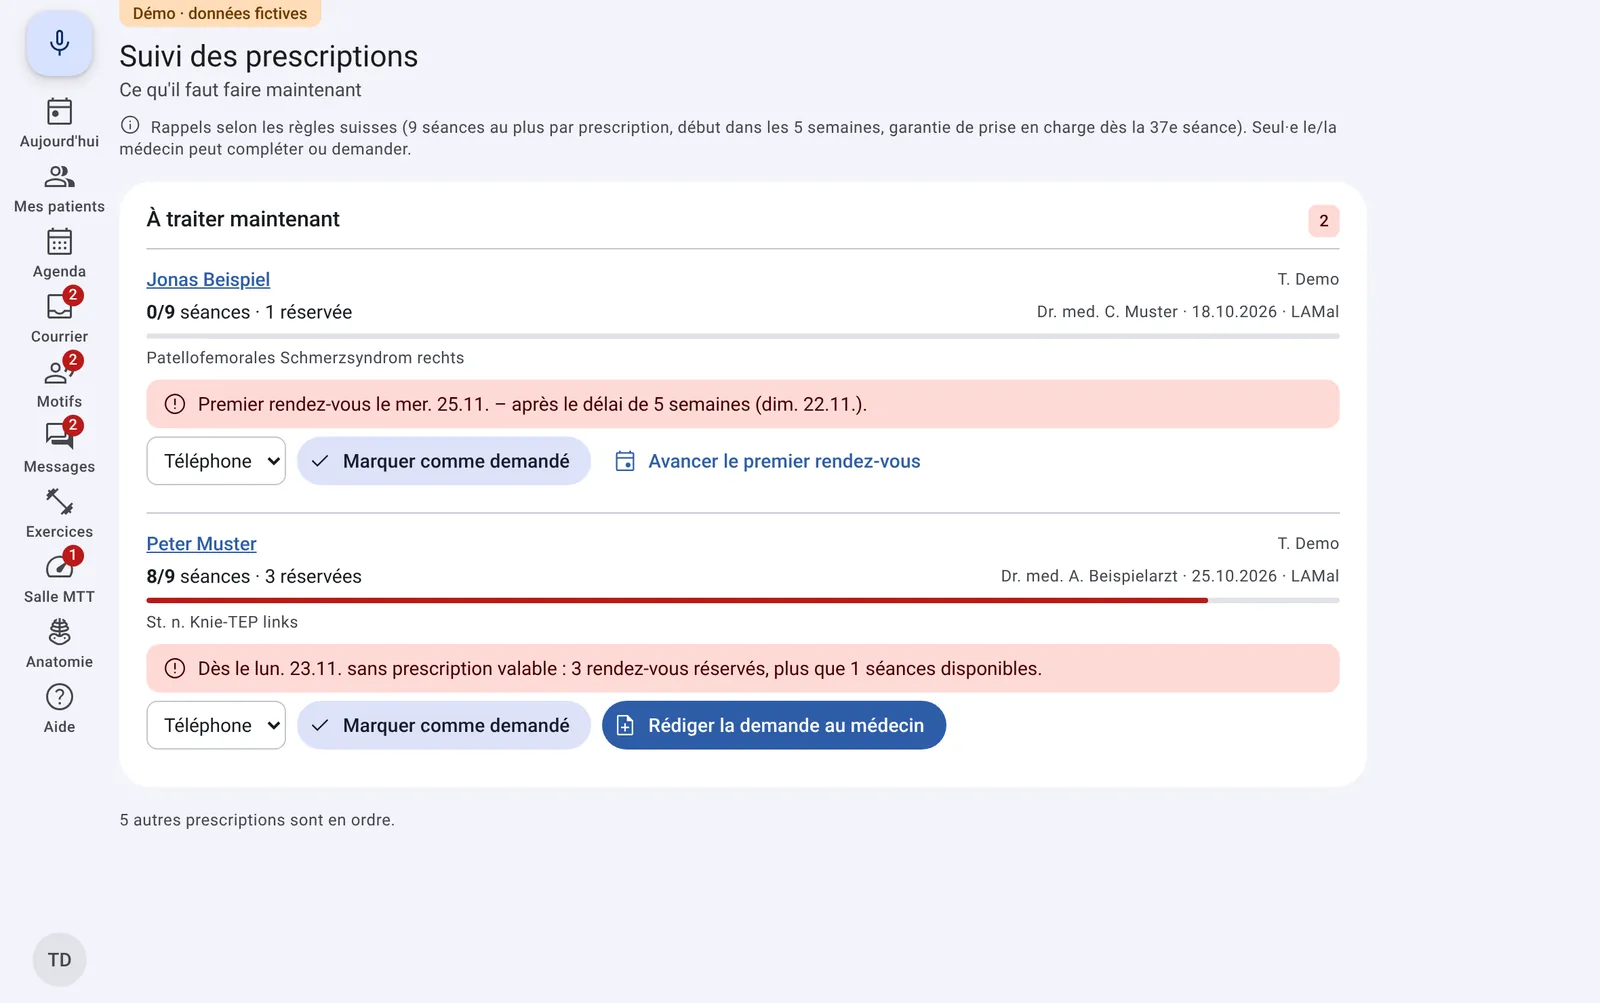 Démo · données fictives
Suivi des prescriptions
Ce qu'il faut faire maintenant
Rappels selon les règles suisses (9 séances au plus par prescription, début dans les 5 semaines, garantie de prise en charge dès la 37e séance). Seul·e le/la
médecin peut compléter ou demander.
Aujourd'hui
Mes patients
Agenda
2
Courrier
2
Motifs
2
Messages
Exercices
1
Salle MTT
Anatomie
Aide
TD
À traiter maintenant
2
Jonas Beispiel
T. Demo
0/9 séances · 1 réservée
Dr. med. C. Muster · 18.10.2026 · LAMal
Patellofemorales Schmerzsyndrom rechts
Premier rendez-vous le mer. 25.11. – après le délai de 5 semaines (dim. 22.11.).
Téléphone
Marquer comme demandé
Avancer le premier rendez-vous
Peter Muster
T. Demo
8/9 séances · 3 réservées
Dr. med. A. Beispielarzt · 25.10.2026 · LAMal
St. n. Knie-TEP links
Dès le lun. 23.11. sans prescription valable : 3 rendez-vous réservés, plus que 1 séances disponibles.
Téléphone
Marquer comme demandé
Rédiger la demande au médecin
5 autres prescriptions sont en ordre.